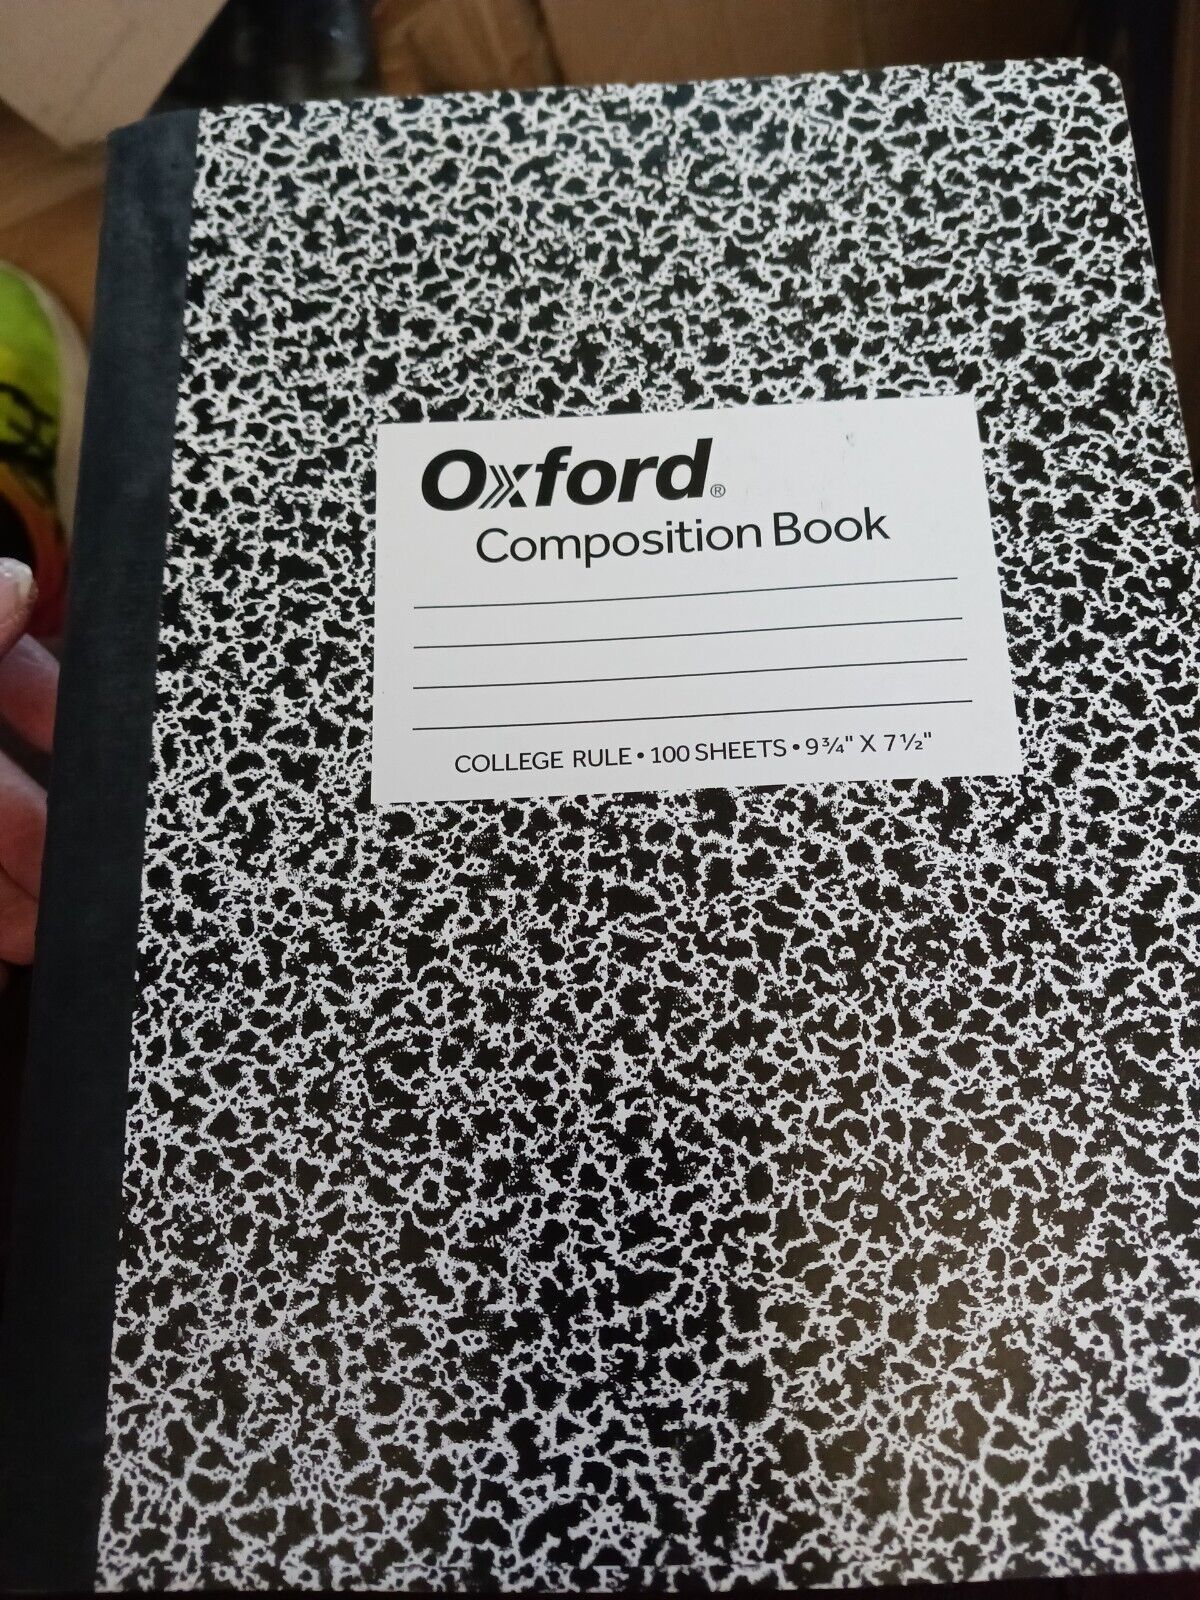 Oxford®
Composition Book
COLLEGE RULE • 100 SHEETS • 9¾" X 7½"